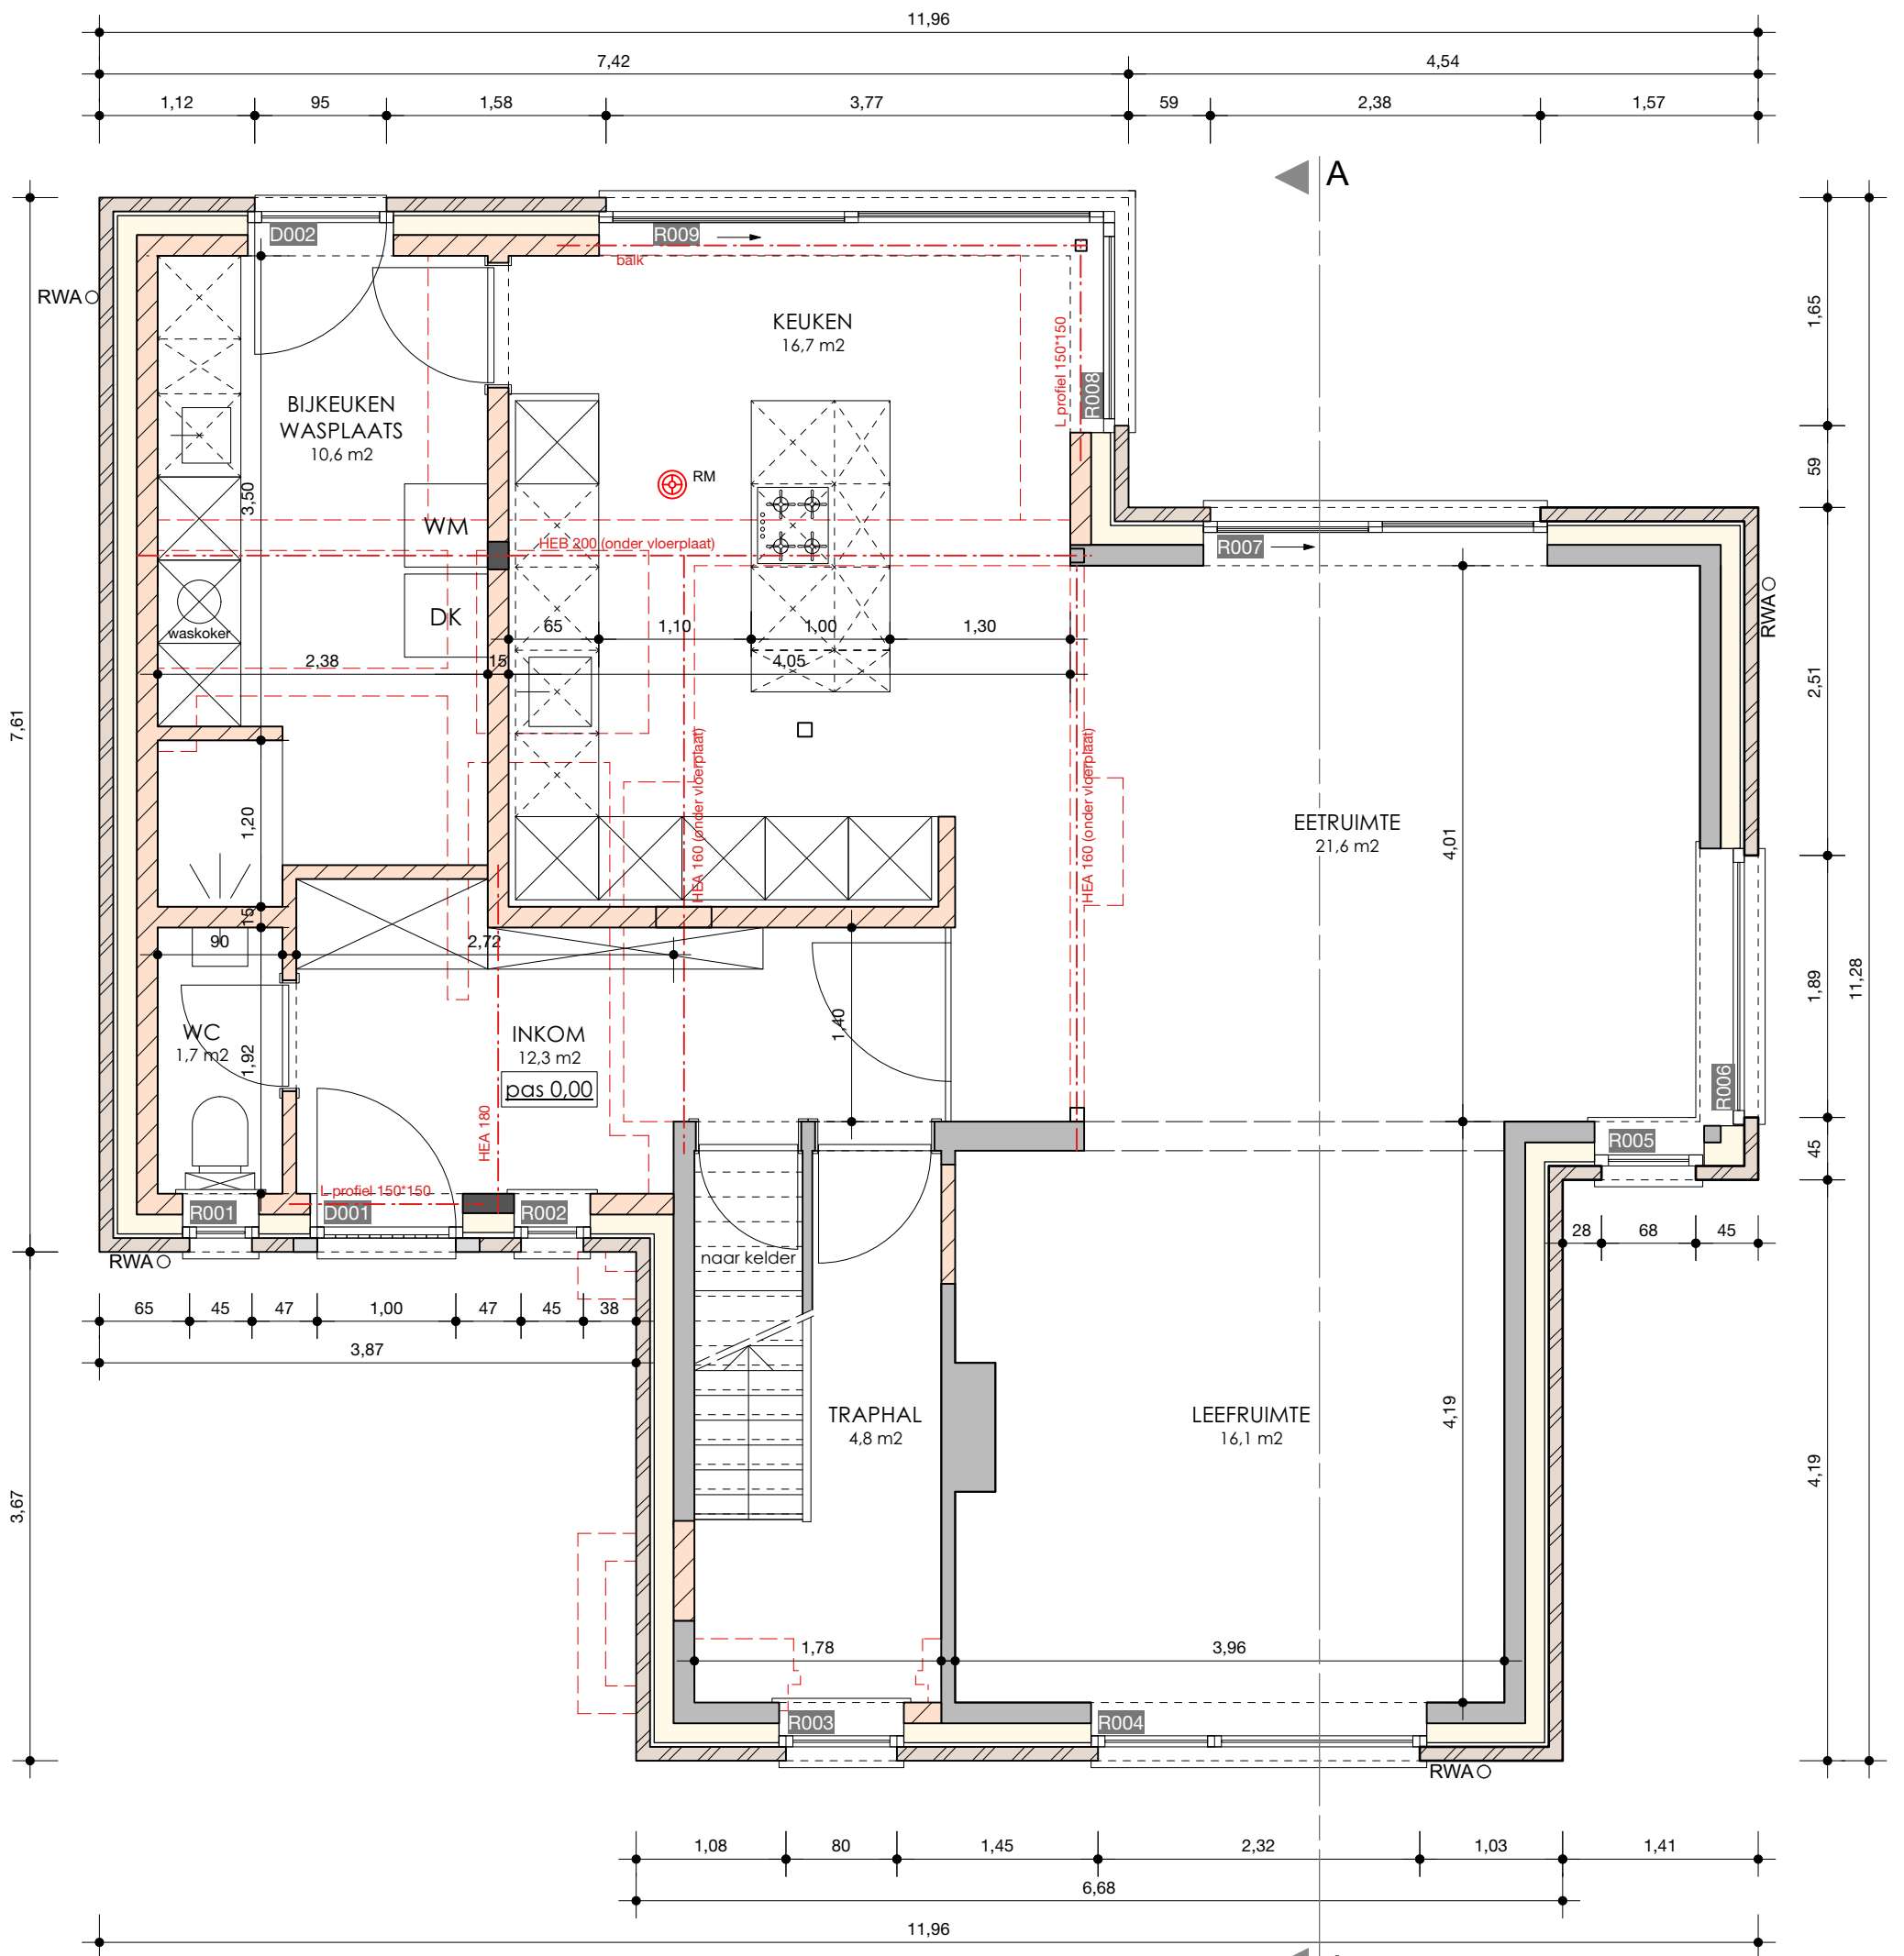 11,96
7,42
4,54
1,12
95
1,58
3,77
59
2,38
1,57
A
D002
R009
balk
RWA
KEUKEN
16,7 m2
L profiel 150*150
R008
1,65
59
BIJKEUKEN
WASPLAATS
10,6 m2
3,50
WM
RM
HEB 200 (onder vloerplaat)
R007
RWA
DK
waskoker
65
1,10
1,00
1,30
2,38
15
4,05
2,51
7,61
HEA 160 (onder vloerplaat)
HEA 160 (onder vloerplaat)
EETRUIMTE
21,6 m2
4,01
1,20
15
90
2,72
1,89
11,28
WC
1,7 m2
1,92
INKOM
12,3 m2
pas 0,00
1,40
HEA 180
R006
R005
45
L profiel 150*150
R001
D001
R002
RWA
naar kelder
28
68
45
65
45
47
1,00
47
45
38
3,87
TRAPHAL
4,8 m2
LEEFRUIMTE
16,1 m2
4,19
4,19
3,67
1,78
3,96
R003
R004
RWA
1,08
80
1,45
2,32
1,03
1,41
6,68
11,96